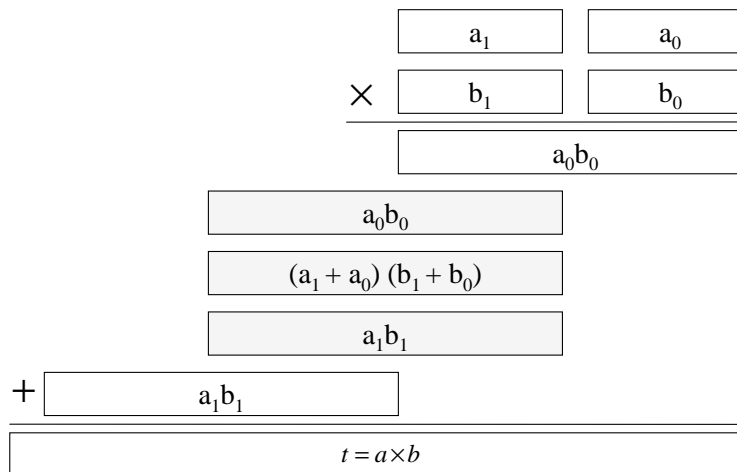 a₁ a₀
× b₁ b₀
a₀b₀
a₀b₀
(a₁ + a₀) (b₁ + b₀)
a₁b₁
+ a₁b₁
t = a × b